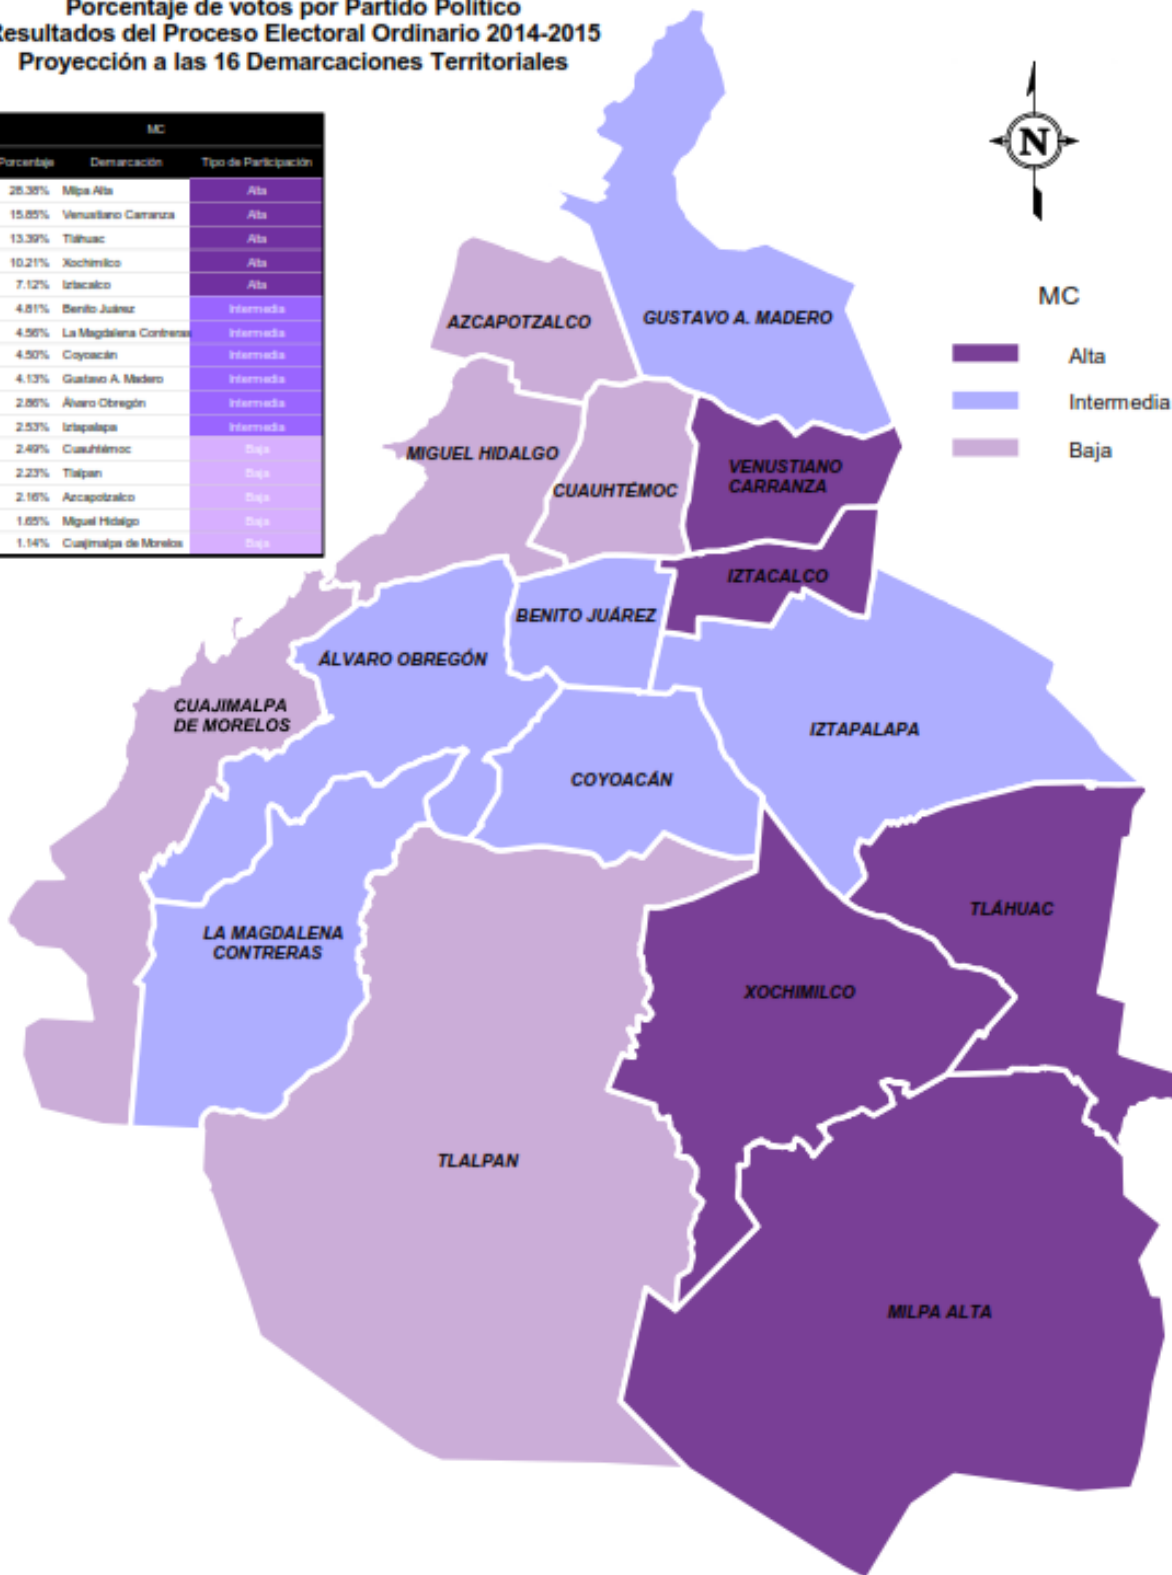 Porcentaje de votos por Partido Político
Resultados del Proceso Electoral Ordinario 2014-2015
Proyección a las 16 Demarcaciones Territoriales
MC
Porcentaje Demarcación Tipo de Participación
28.38% Milpa Alta Alta
15.85% Venustiano Carranza Alta
13.39% Tláhuac Alta
10.21% Xochimilco Alta
7.12% Iztacalco Alta
4.81% Benito Juárez Intermedia
4.56% La Magdalena Contreras Intermedia
4.50% Coyoacán Intermedia
4.13% Gustavo A. Madero Intermedia
2.86% Álvaro Obregón Intermedia
2.53% Iztapalapa Intermedia
2.49% Cuauhtémoc Baja
2.23% Tlalpan Baja
2.16% Azcapotzalco Baja
1.65% Miguel Hidalgo Baja
1.14% Cuajimalpa de Morelos Baja
N
MC
Alta
Intermedia
Baja
AZCAPOTZALCO
GUSTAVO A. MADERO
MIGUEL HIDALGO
CUAUHTÉMOC
VENUSTIANO
CARRANZA
IZTACALCO
BENITO JUÁREZ
ÁLVARO OBREGÓN
CUAJIMALPA
DE MORELOS
IZTAPALAPA
COYOACÁN
TLÁHUAC
LA MAGDALENA
CONTRERAS
XOCHIMILCO
TLALPAN
MILPA ALTA